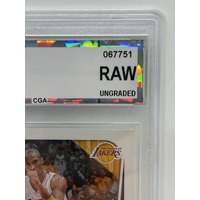 067751
RAW
UNGRADED
CGA
LAKERS